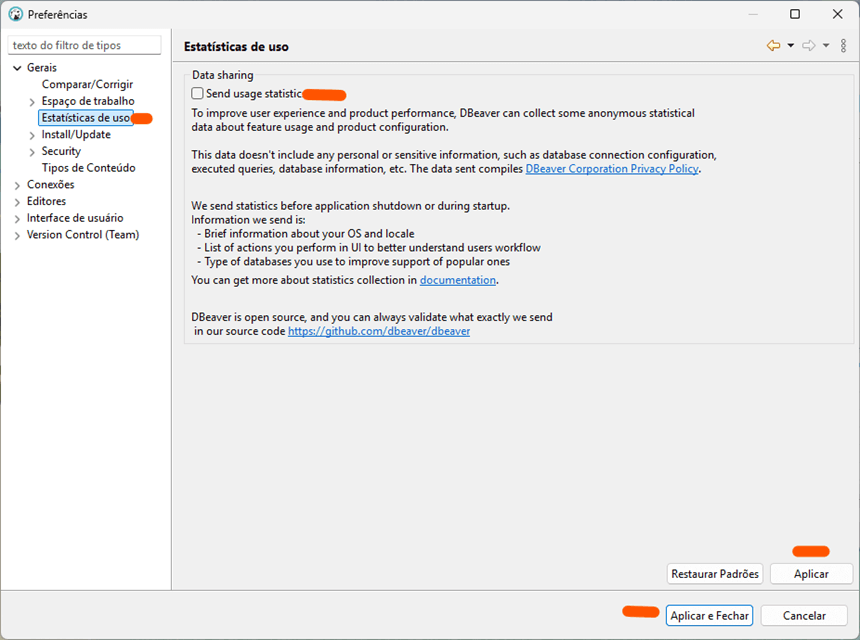 Preferências
texto do filtro de tipos
Gerais
Comparar/Corrigir
Espaço de trabalho
Estatísticas de uso
Install/Update
Security
Tipos de Conteúdo
Conexões
Editores
Interface de usuário
Version Control (Team)
Estatísticas de uso
Data sharing
Send usage statistic
To improve user experience and product performance, DBeaver can collect some anonymous statistical
data about feature usage and product configuration.
This data doesn't include any personal or sensitive information, such as database connection configuration,
executed queries, database information, etc. The data sent compiles DBeaver Corporation Privacy Policy.
We send statistics before application shutdown or during startup.
Information we send is:
- Brief information about your OS and locale
- List of actions you perform in UI to better understand users workflow
- Type of databases you use to improve support of popular ones
You can get more about statistics collection in documentation.
DBeaver is open source, and you can always validate what exactly we send
in our source code https://github.com/dbeaver/dbeaver
Restaurar Padrões
Aplicar
Aplicar e Fechar
Cancelar